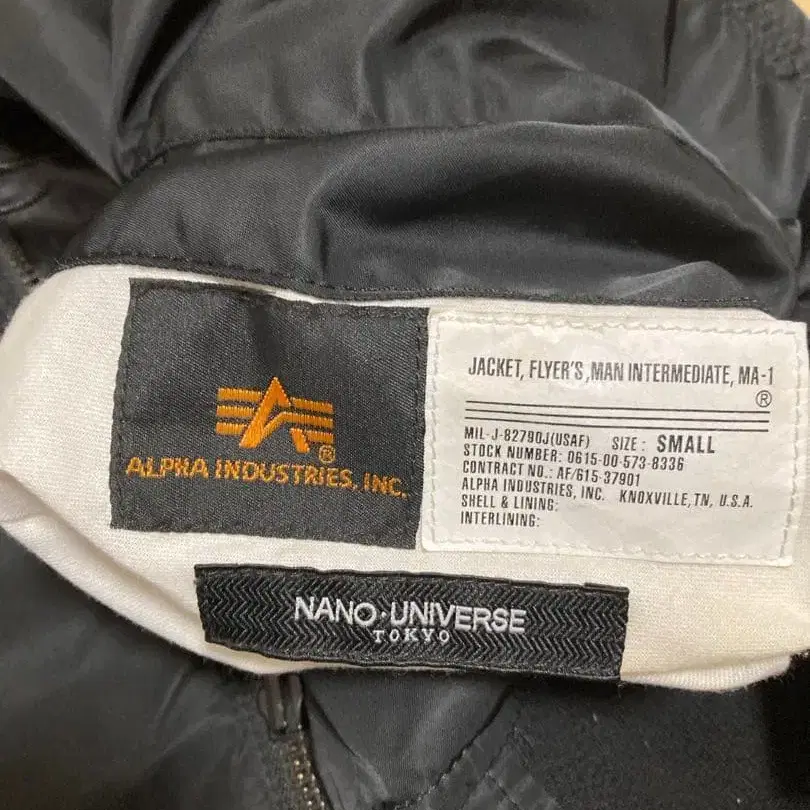 ALPHA INDUSTRIES, INC.
®
JACKET, FLYER'S ,MAN INTERMEDIATE, MA-1
®
MIL-J-82790J(USAF) SIZE: SMALL
STOCK NUMBER: 0615-00-573-8336
CONTRACT NO.: AF/615-37901
ALPHA INDUSTRIES, INC. KNOXVILLE, TN, U.S.A.
SHELL & LINING:
INTERLINING:
NANO·UNIVERSE
TOKYO